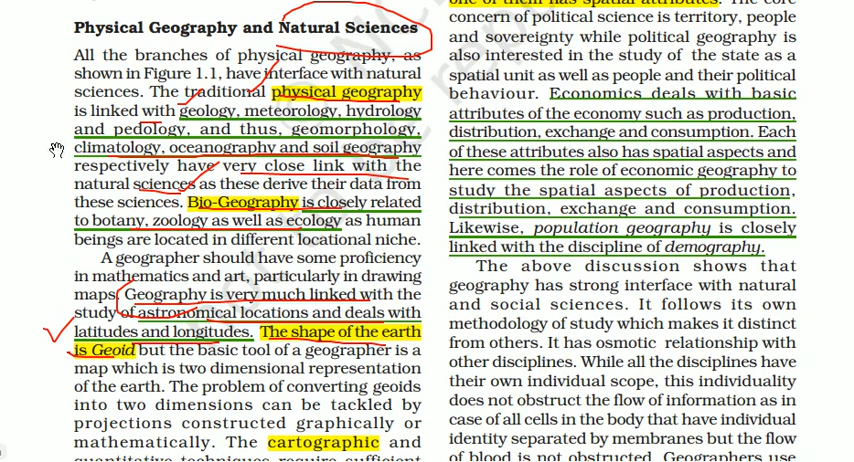 Physical Geography and Natural Sciences
All the branches of physical geography, as
shown in Figure 1.1, have interface with natural
sciences. The traditional physical geography
is linked with geology, meteorology, hydrology
and pedology, and thus, geomorphology,
climatology, oceanography and soil geography
respectively have very close link with the
natural sciences as these derive their data from
these sciences. Bio-Geography is closely related
to botany, zoology as well as ecology as human
beings are located in different locational niche.
A geographer should have some proficiency
in mathematics and art, particularly in drawing
maps. Geography is very much linked with the
study of astronomical locations and deals with
latitudes and longitudes. The shape of the earth
is Geoid but the basic tool of a geographer is a
map which is two dimensional representation
of the earth. The problem of converting geoids
into two dimensions can be tackled by
projections constructed graphically or
mathematically. The cartographic and
quantitative techniques require sufficient
one of them has spatial attributes. The core
concern of political science is territory, people
and sovereignty while political geography is
also interested in the study of the state as a
spatial unit as well as people and their political
behaviour. Economics deals with basic
attributes of the economy such as production,
distribution, exchange and consumption. Each
of these attributes also has spatial aspects and
here comes the role of economic geography to
study the spatial aspects of production,
distribution, exchange and consumption.
Likewise, population geography is closely
linked with the discipline of demography.
The above discussion shows that
geography has strong interface with natural
and social sciences. It follows its own
methodology of study which makes it distinct
from others. It has osmotic relationship with
other disciplines. While all the disciplines have
their own individual scope, this individuality
does not obstruct the flow of information as in
case of all cells in the body that have individual
identity separated by membranes but the flow
of blood is not obstructed. Geographers use